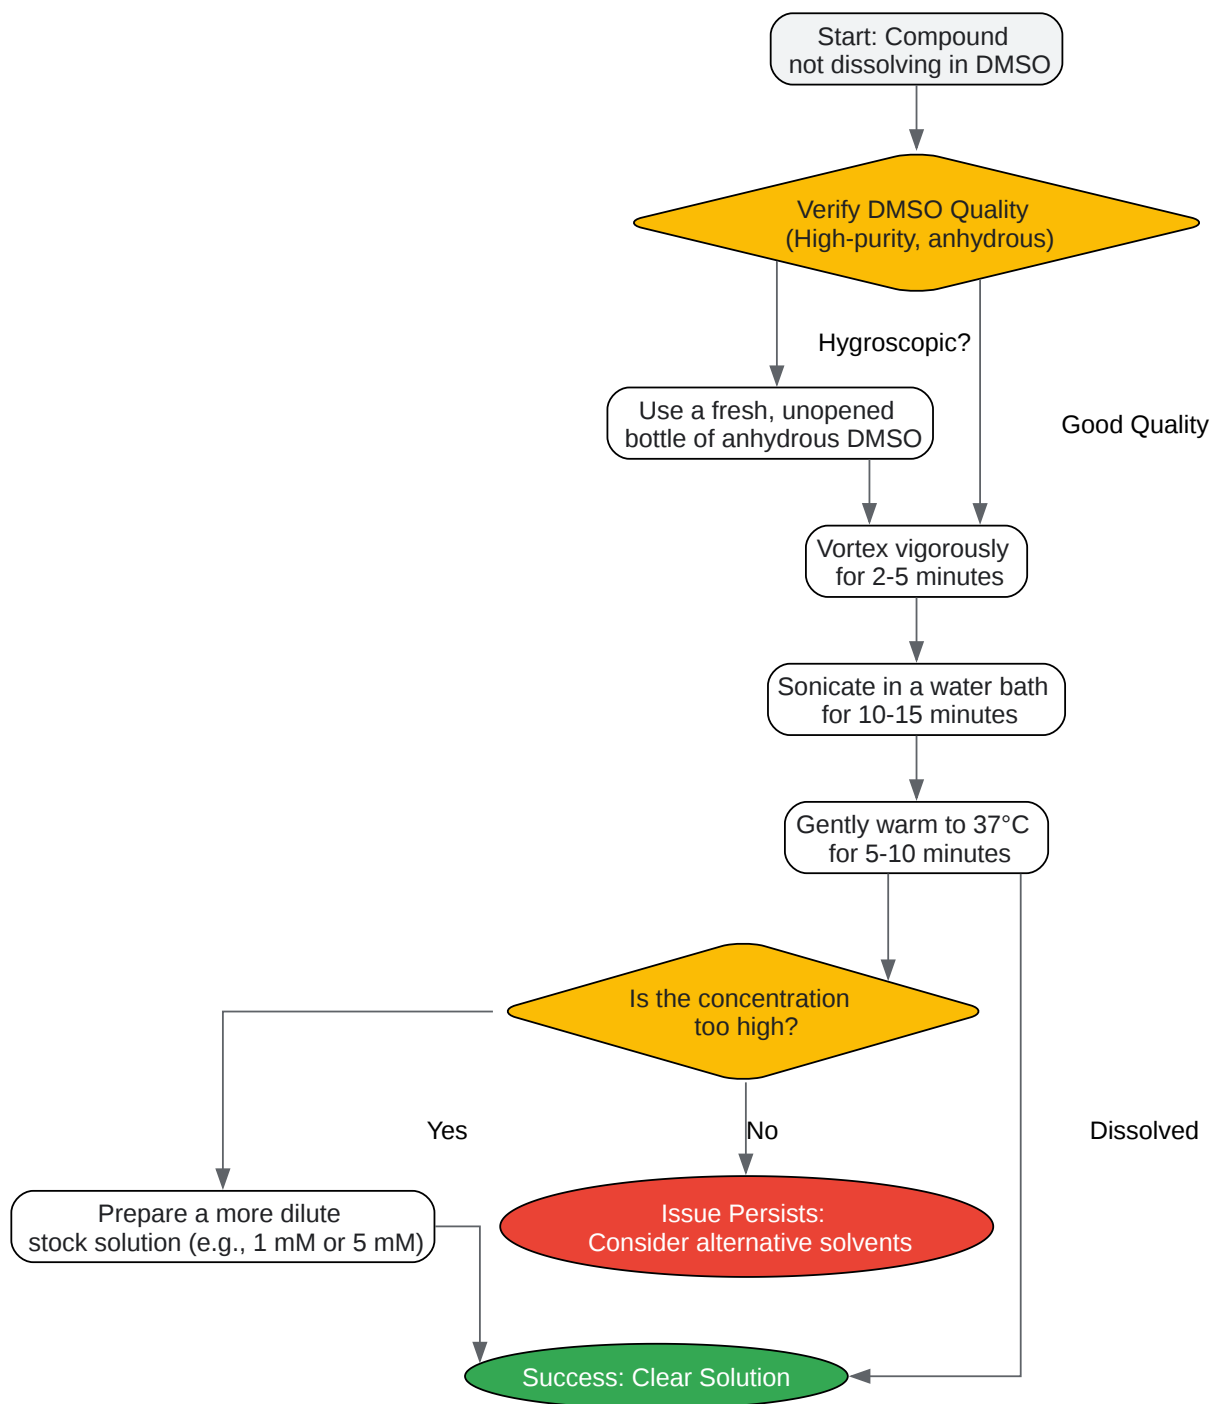 Start: Compound
not dissolving in DMSO
Verify DMSO Quality
(High-purity, anhydrous)
Hygroscopic?
Use a fresh, unopened
bottle of anhydrous DMSO
Good Quality
Vortex vigorously
for 2-5 minutes
Sonicate in a water bath
for 10-15 minutes
Gently warm to 37°C
for 5-10 minutes
Is the concentration
too high?
Yes
No
Dissolved
Prepare a more dilute
stock solution (e.g., 1 mM or 5 mM)
Issue Persists:
Consider alternative solvents
Success: Clear Solution